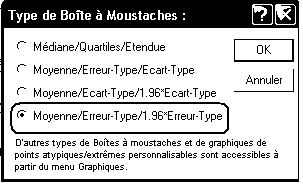 Type de Boîte à Moustaches :
Médiane/Quartiles/Etendue
OK
Moyenne/Erreur-Type/Ecart-Type
Moyenne/Ecart-Type/1.96*Ecart-Type
Annuler
Moyenne/Erreur-Type/1.96*Erreur-Type
D'autres types de Boîtes à moustaches et de graphiques de
points atypiques/extrêmes personnalisables sont accessibles à
partir du menu Graphiques.